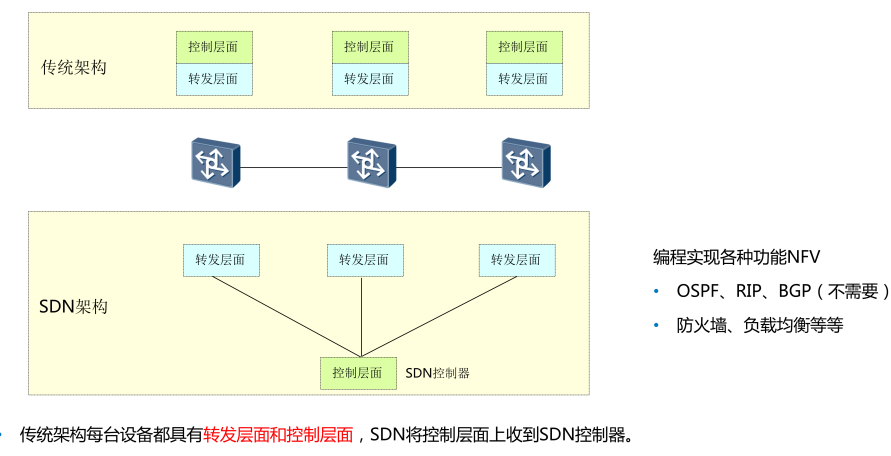 控制层面 控制层面 控制层面
传统架构
转发层面 转发层面 转发层面
转发层面 转发层面 转发层面
SDN架构
控制层面 SDN控制器
编程实现各种功能NFV
• OSPF、RIP、BGP（不需要）
• 防火墙、负载均衡等等
• 传统架构每台设备都具有转发层面和控制层面，SDN将控制层面上收到SDN控制器。